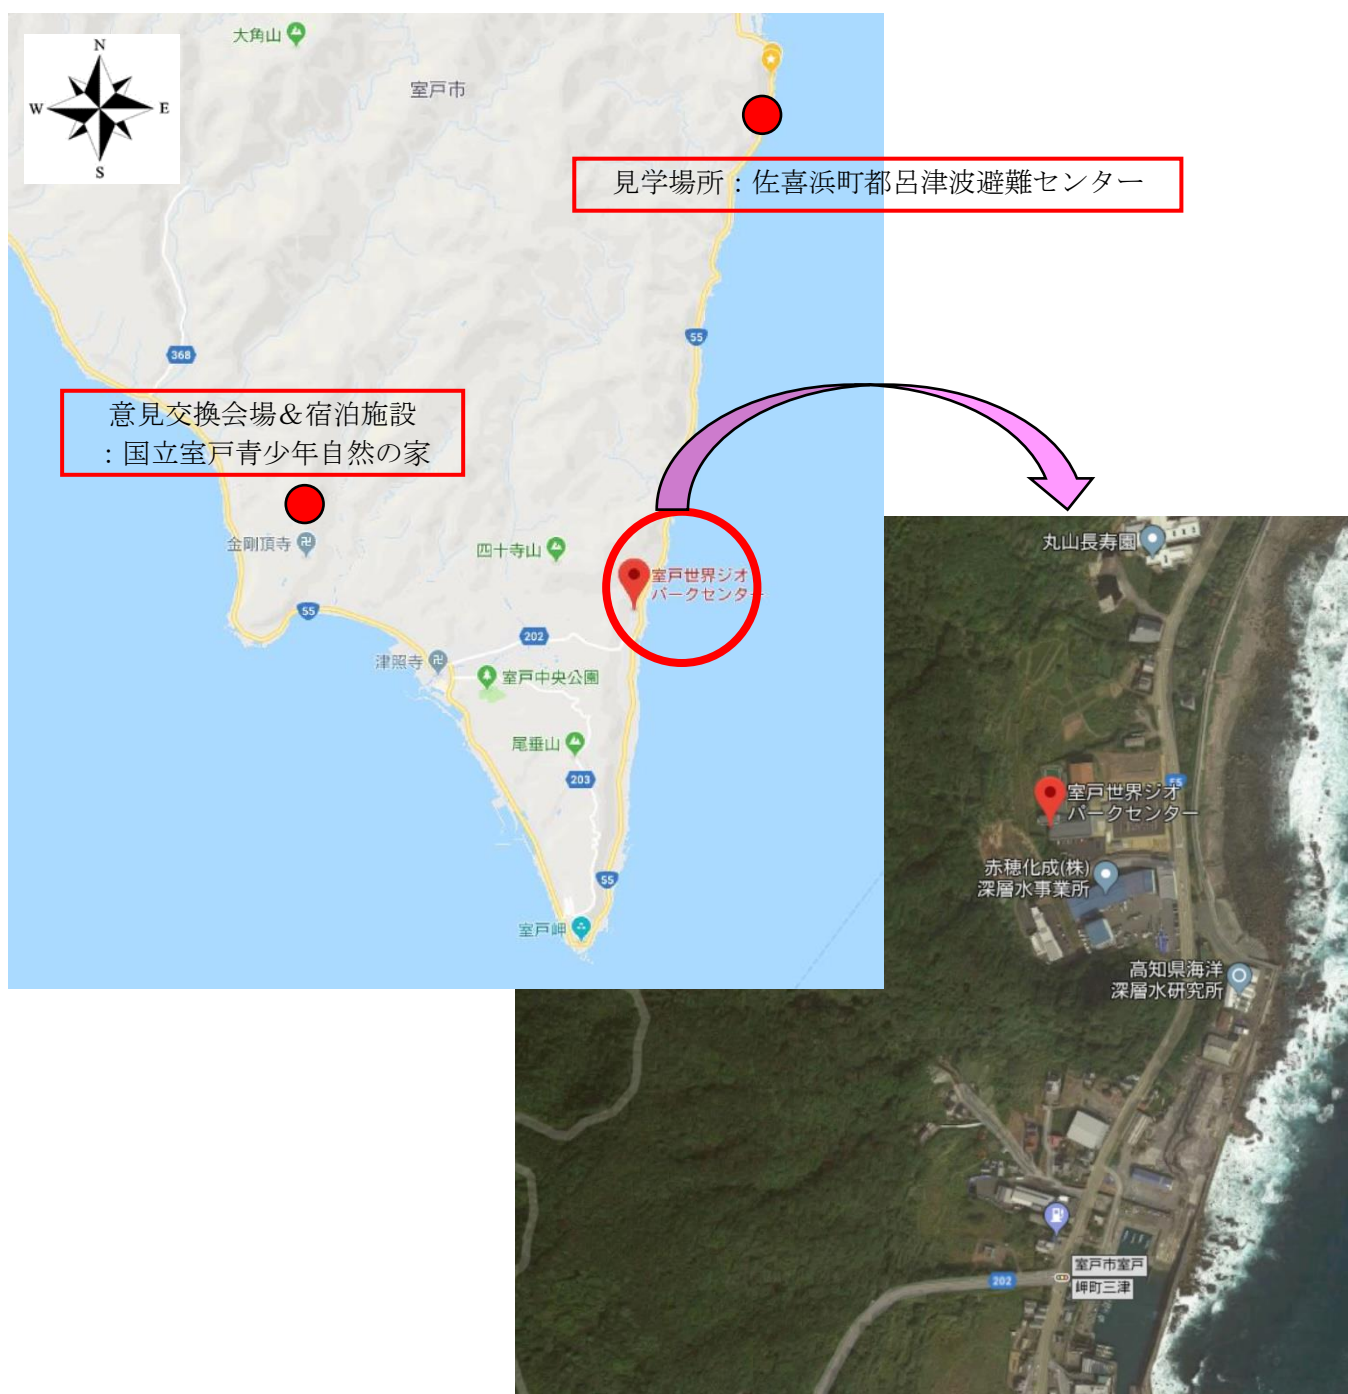 大角山
N
W
E
S
室戸市
見学場所：佐喜浜町都呂津波避難センター
55
368
意見交換会場＆宿泊施設
：国立室戸青少年自然の家
金剛頂寺
四十寺山
室戸世界ジオ
パークセンター
55
202
津照寺
室戸中央公園
尾垂山
203
55
室戸岬
丸山長寿園
55
室戸世界ジオ
パークセンター
赤穂化成(株)
深層水事業所
高知県海洋
深層水研究所
202
室戸市室戸
岬町三津